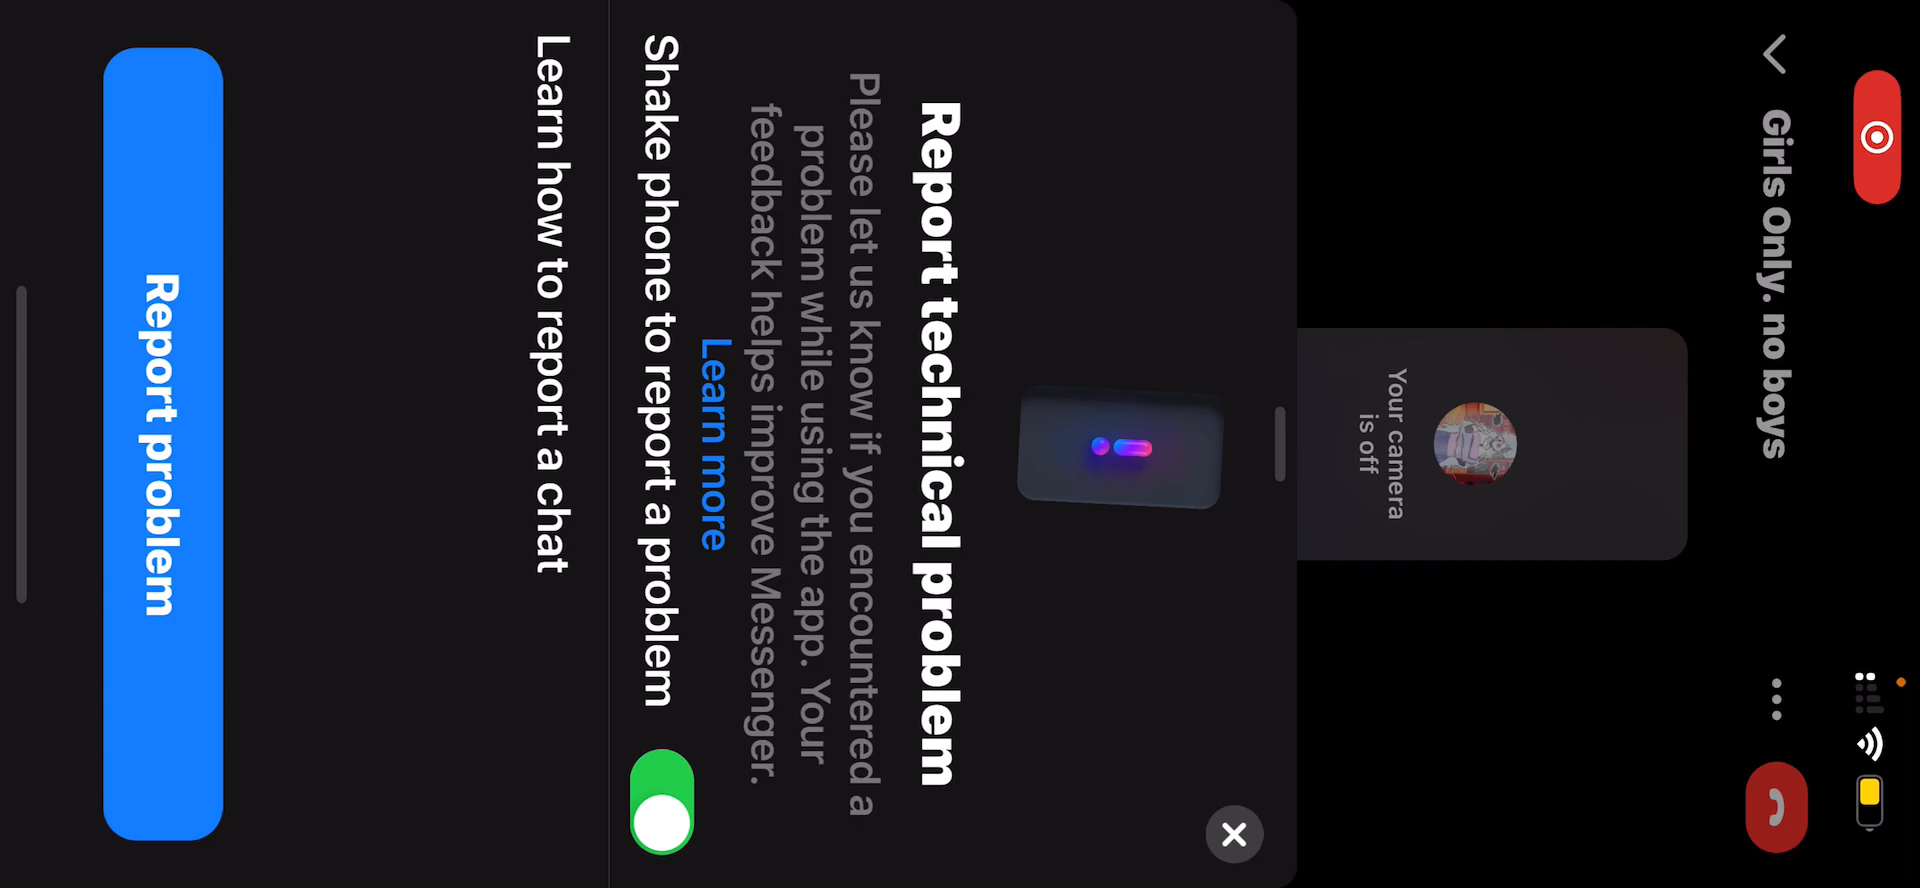 Girls Only. no boys
Your camera
is off
Report technical problem
Please let us know if you encountered a
problem while using the app. Your
feedback helps improve Messenger.
Learn more
Shake phone to report a problem
Learn how to report a chat
Report problem